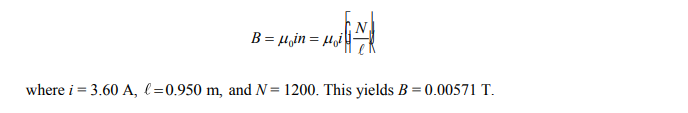 B = μ₀in = μ₀i(N/ℓ)
where i = 3.60 A, ℓ=0.950 m, and N = 1200. This yields B = 0.00571 T.